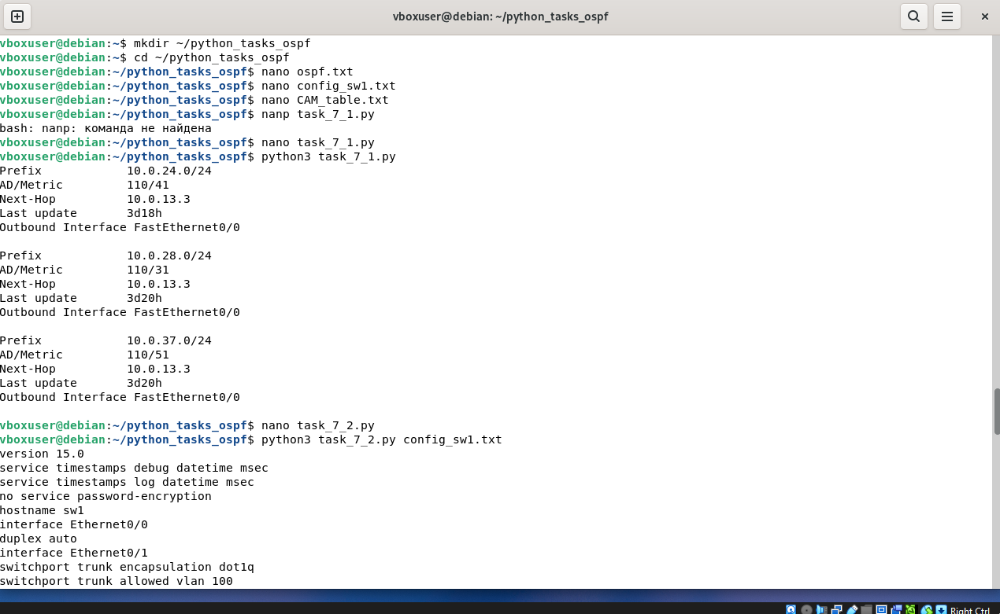 vboxuser@debian: ~/python_tasks_ospf
vboxuser@debian:~$ mkdir ~/python_tasks_ospf
vboxuser@debian:~$ cd ~/python_tasks_ospf
vboxuser@debian:~/python_tasks_ospf$ nano ospf.txt
vboxuser@debian:~/python_tasks_ospf$ nano config_sw1.txt
vboxuser@debian:~/python_tasks_ospf$ nano CAM_table.txt
vboxuser@debian:~/python_tasks_ospf$ nanp task_7_1.py
bash: nanp: команда не найдена
vboxuser@debian:~/python_tasks_ospf$ nano task_7_1.py
vboxuser@debian:~/python_tasks_ospf$ python3 task_7_1.py
Prefix            10.0.24.0/24
AD/Metric         110/41
Next-Hop          10.0.13.3
Last update       3d18h
Outbound Interface FastEthernet0/0

Prefix            10.0.28.0/24
AD/Metric         110/31
Next-Hop          10.0.13.3
Last update       3d20h
Outbound Interface FastEthernet0/0

Prefix            10.0.37.0/24
AD/Metric         110/51
Next-Hop          10.0.13.3
Last update       3d20h
Outbound Interface FastEthernet0/0

vboxuser@debian:~/python_tasks_ospf$ nano task_7_2.py
vboxuser@debian:~/python_tasks_ospf$ python3 task_7_2.py config_sw1.txt
version 15.0
service timestamps debug datetime msec
service timestamps log datetime msec
no service password-encryption
hostname sw1
interface Ethernet0/0
duplex auto
interface Ethernet0/1
switchport trunk encapsulation dot1q
switchport trunk allowed vlan 100
Right Ctrl